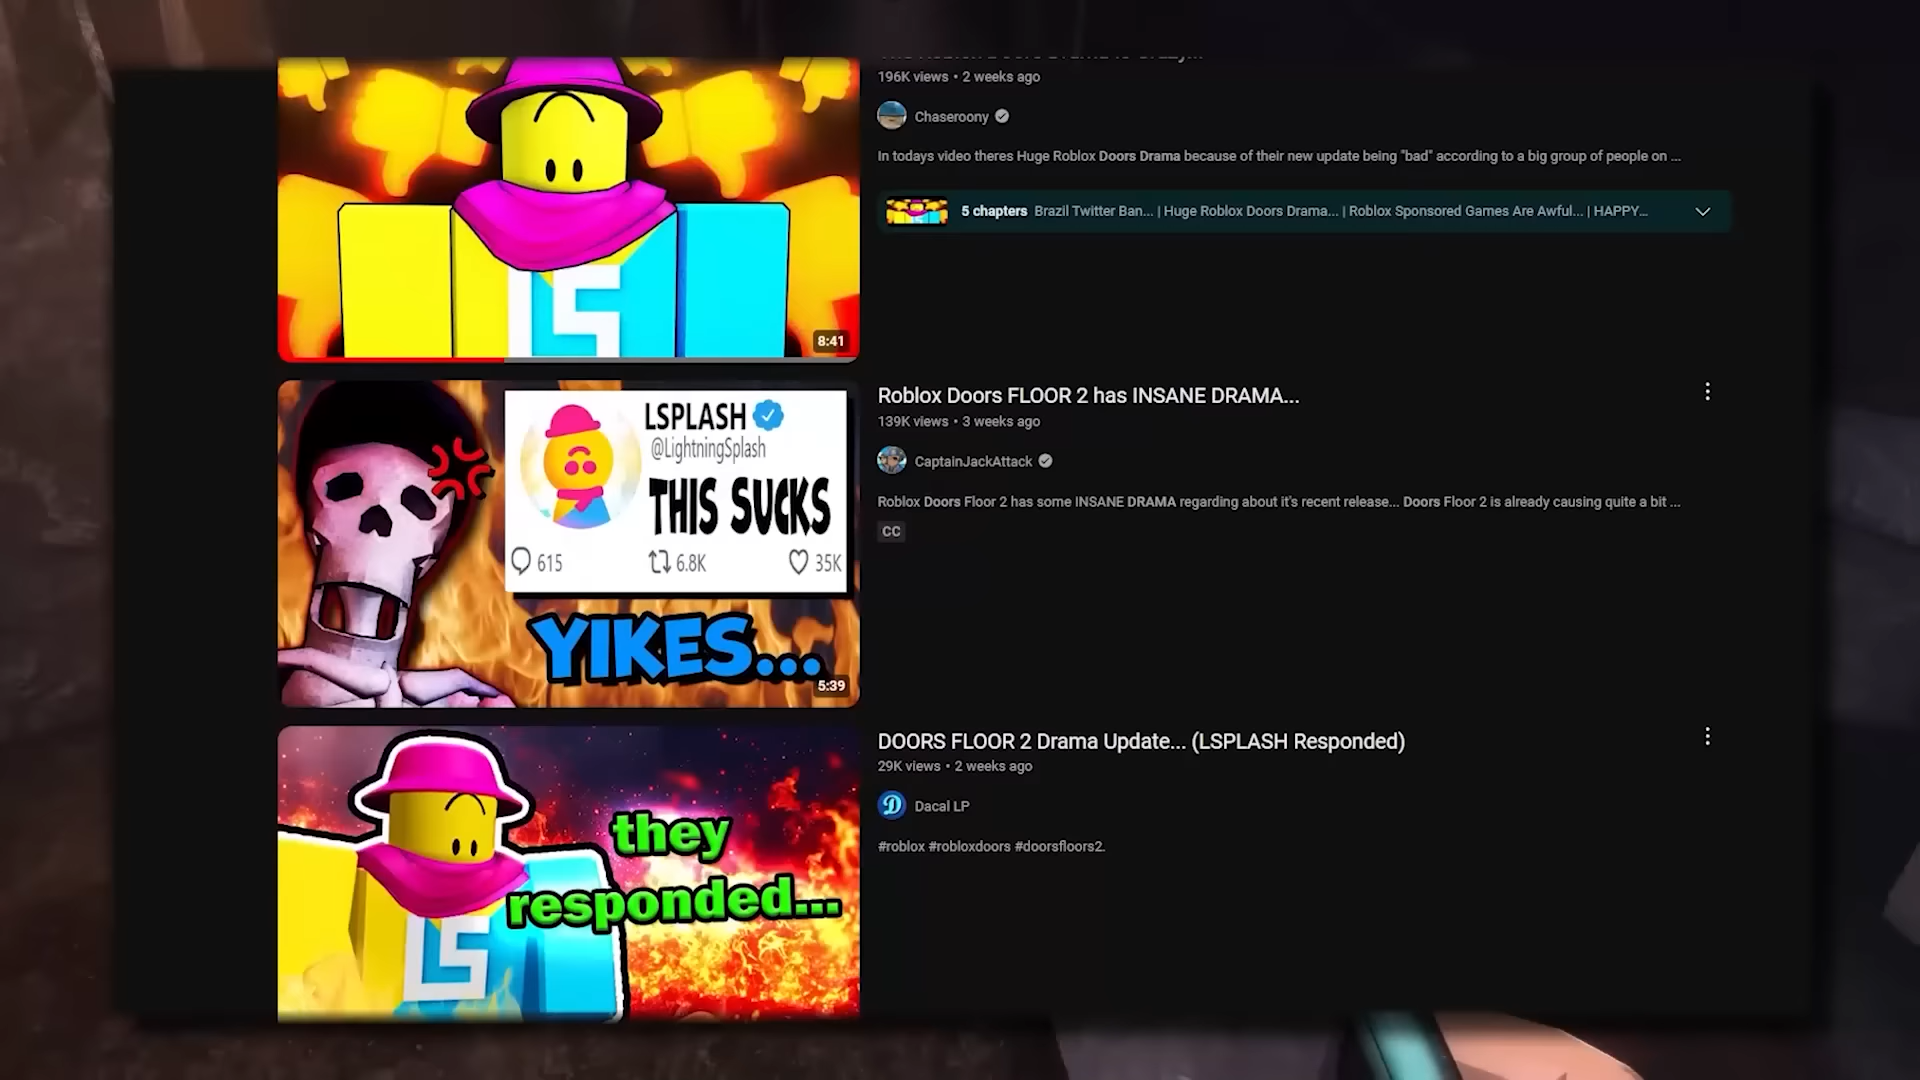 196K views • 2 weeks ago
Chaseroony
In todays video theres Huge Roblox Doors Drama because of their new update being "bad" according to a big group of people on ...
5 chapters Brazil Twitter Ban... | Huge Roblox Doors Drama... | Roblox Sponsored Games Are Awful... | HAPPY...
LS
8:41
LSPLASH
@LightningSplash
THIS SUCKS
615 6.8K 35K
YIKES...
5:39
Roblox Doors FLOOR 2 has INSANE DRAMA...
139K views • 3 weeks ago
CaptainJackAttack
Roblox Doors Floor 2 has some INSANE DRAMA regarding about it's recent release... Doors Floor 2 is already causing quite a bit ...
CC
they
responded...
LS
DOORS FLOOR 2 Drama Update... (LSPLASH Responded)
29K views • 2 weeks ago
Dacal LP
#roblox #robloxdoors #doorsfloors2.